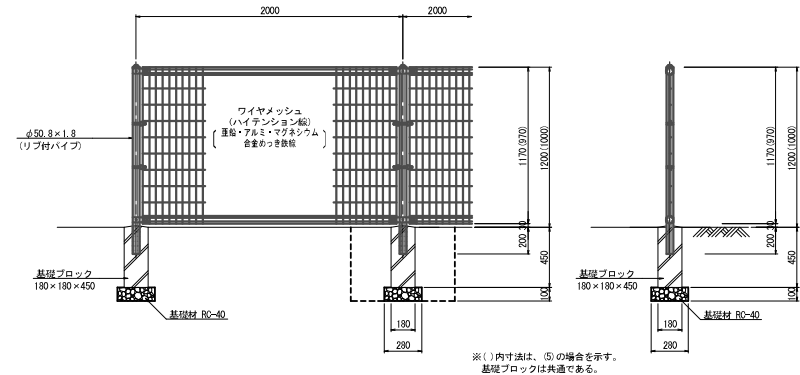 2000
2000
ワイヤメッシュ
(ハイテンション線)
亜鉛・アルミ・マグネシウム
合金めっき鉄線
φ50.8×1.8
(リブ付パイプ)
1170(970)
1200(1000)
30
200
450
100
基礎ブロック
180×180×450
基礎材 RC-40
180
280
1170(970)
1200(1000)
30
200
450
100
基礎ブロック
180×180×450
基礎材 RC-40
180
280
※( )内寸法は、(5)の場合を示す。
基礎ブロックは共通である。